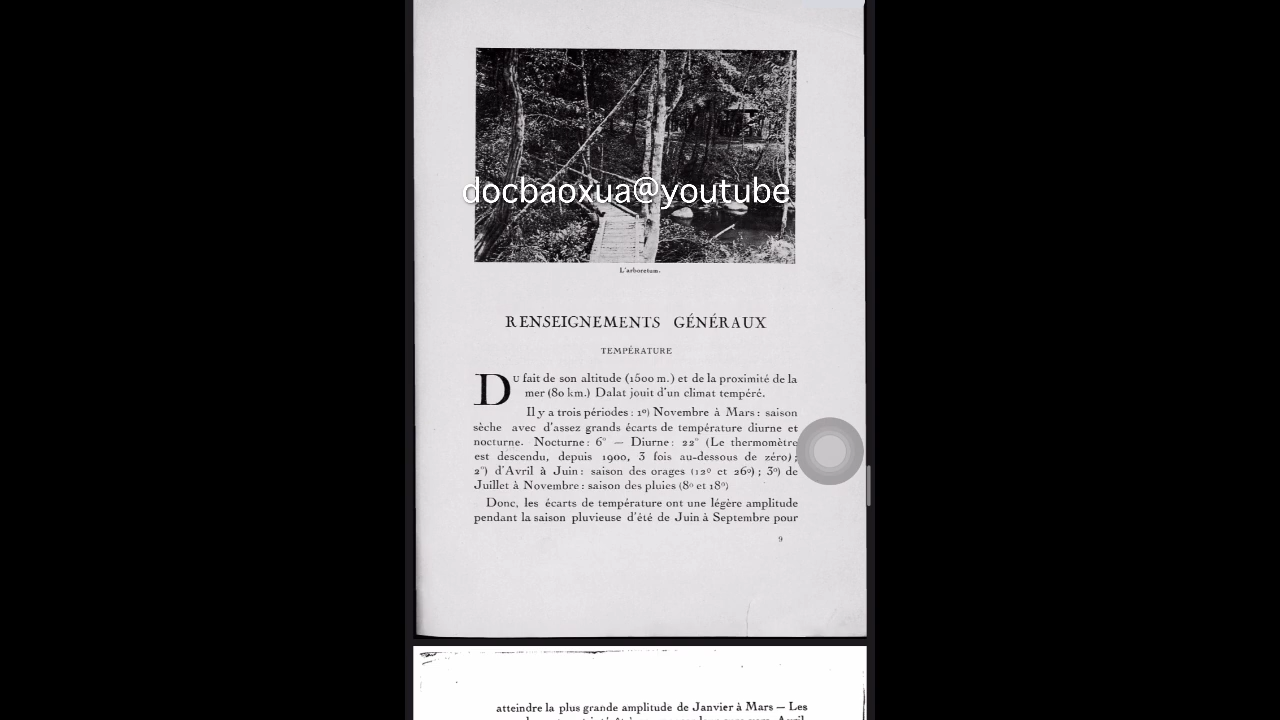 docbaoxua@youtube
L'arboretum.
RENSEIGNEMENTS GÉNÉRAUX
TEMPÉRATURE
DU fait de son altitude (1500 m.) et de la proximité de la
mer (80 km.) Dalat jouit d'un climat tempéré.
Il y a trois périodes : 1º) Novembre à Mars : saison
sèche avec d'assez grands écarts de température diurne et
nocturne. Nocturne : 6º — Diurne : 22º (Le thermomètre
est descendu, depuis 1900, 3 fois au-dessous de zéro) ;
2º) d'Avril à Juin : saison des orages (12º et 26º) ; 3º) de
Juillet à Novembre : saison des pluies (8º et 18º)
Donc, les écarts de température ont une légère amplitude
pendant la saison pluvieuse d'été de Juin à Septembre pour
9
atteindre la plus grande amplitude de Janvier à Mars — Les